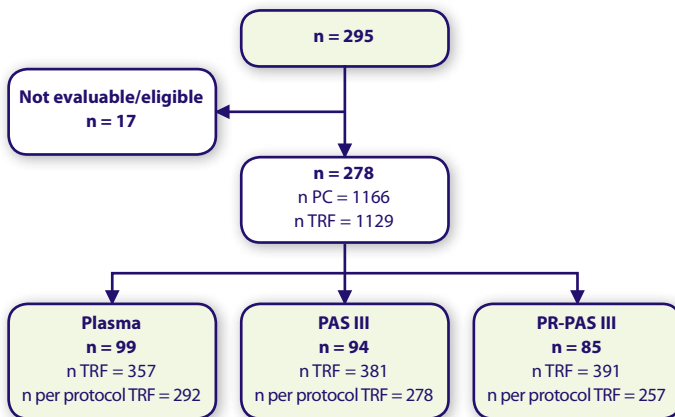 n = 295
Not evaluable/eligible
n = 17
n = 278
n PC = 1166
n TRF = 1129
Plasma
n = 99
n TRF = 357
n per protocol TRF = 292
PAS III
n = 94
n TRF = 381
n per protocol TRF = 278
PR-PAS III
n = 85
n TRF = 391
n per protocol TRF = 257